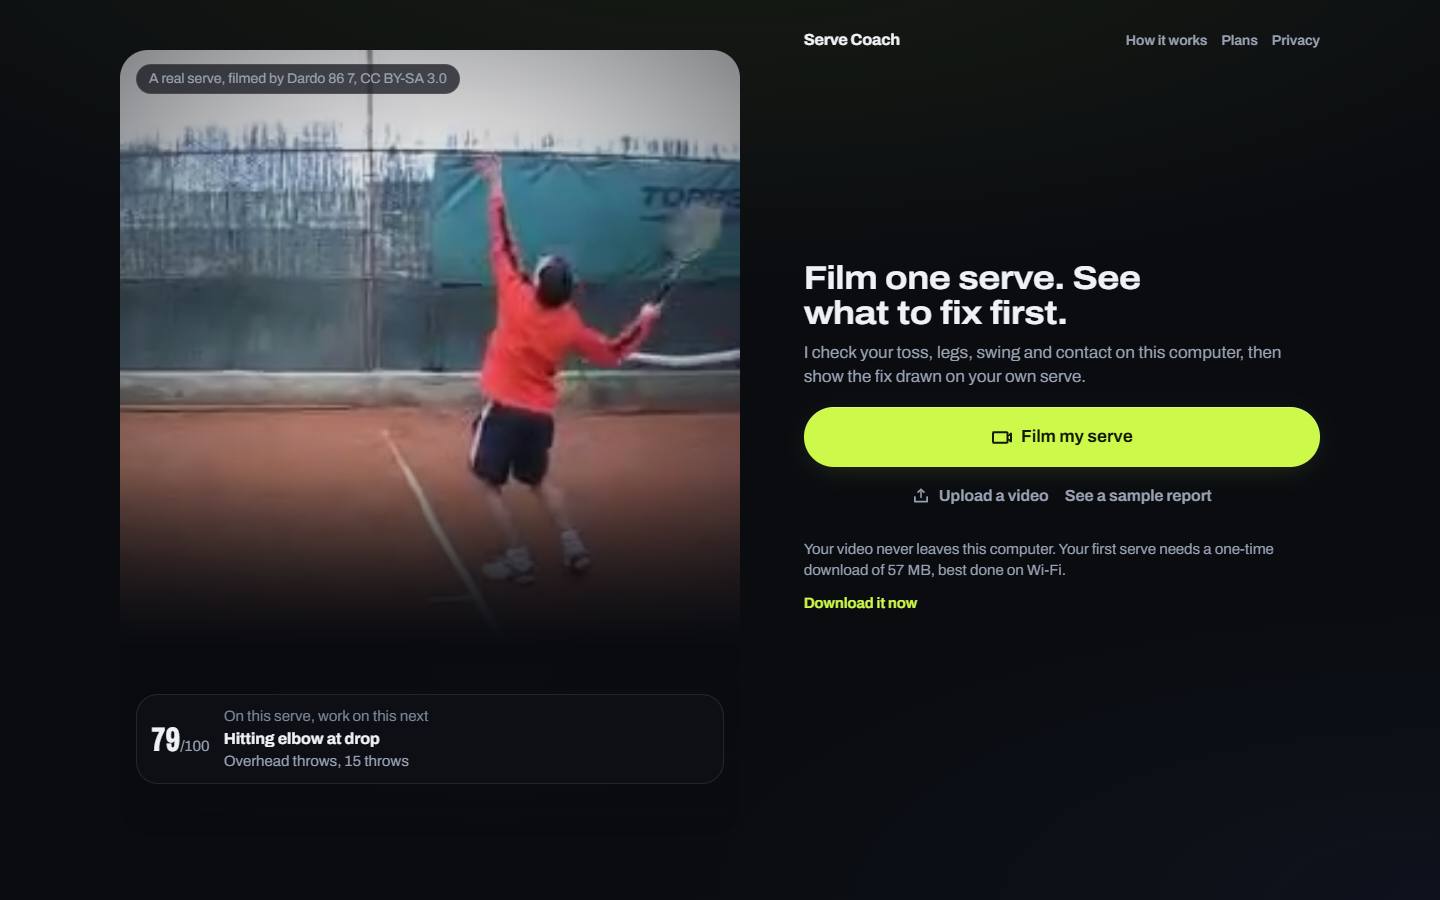 Serve Coach
How it works
Plans
Privacy
A real serve, filmed by Dardo 86 7, CC BY-SA 3.0
Film one serve. See
what to fix first.
I check your toss, legs, swing and contact on this computer, then
show the fix drawn on your own serve.
Film my serve
Upload a video
See a sample report
Your video never leaves this computer. Your first serve needs a one-time
download of 57 MB, best done on Wi-Fi.
Download it now
79/100
On this serve, work on this next
Hitting elbow at drop
Overhead throws, 15 throws